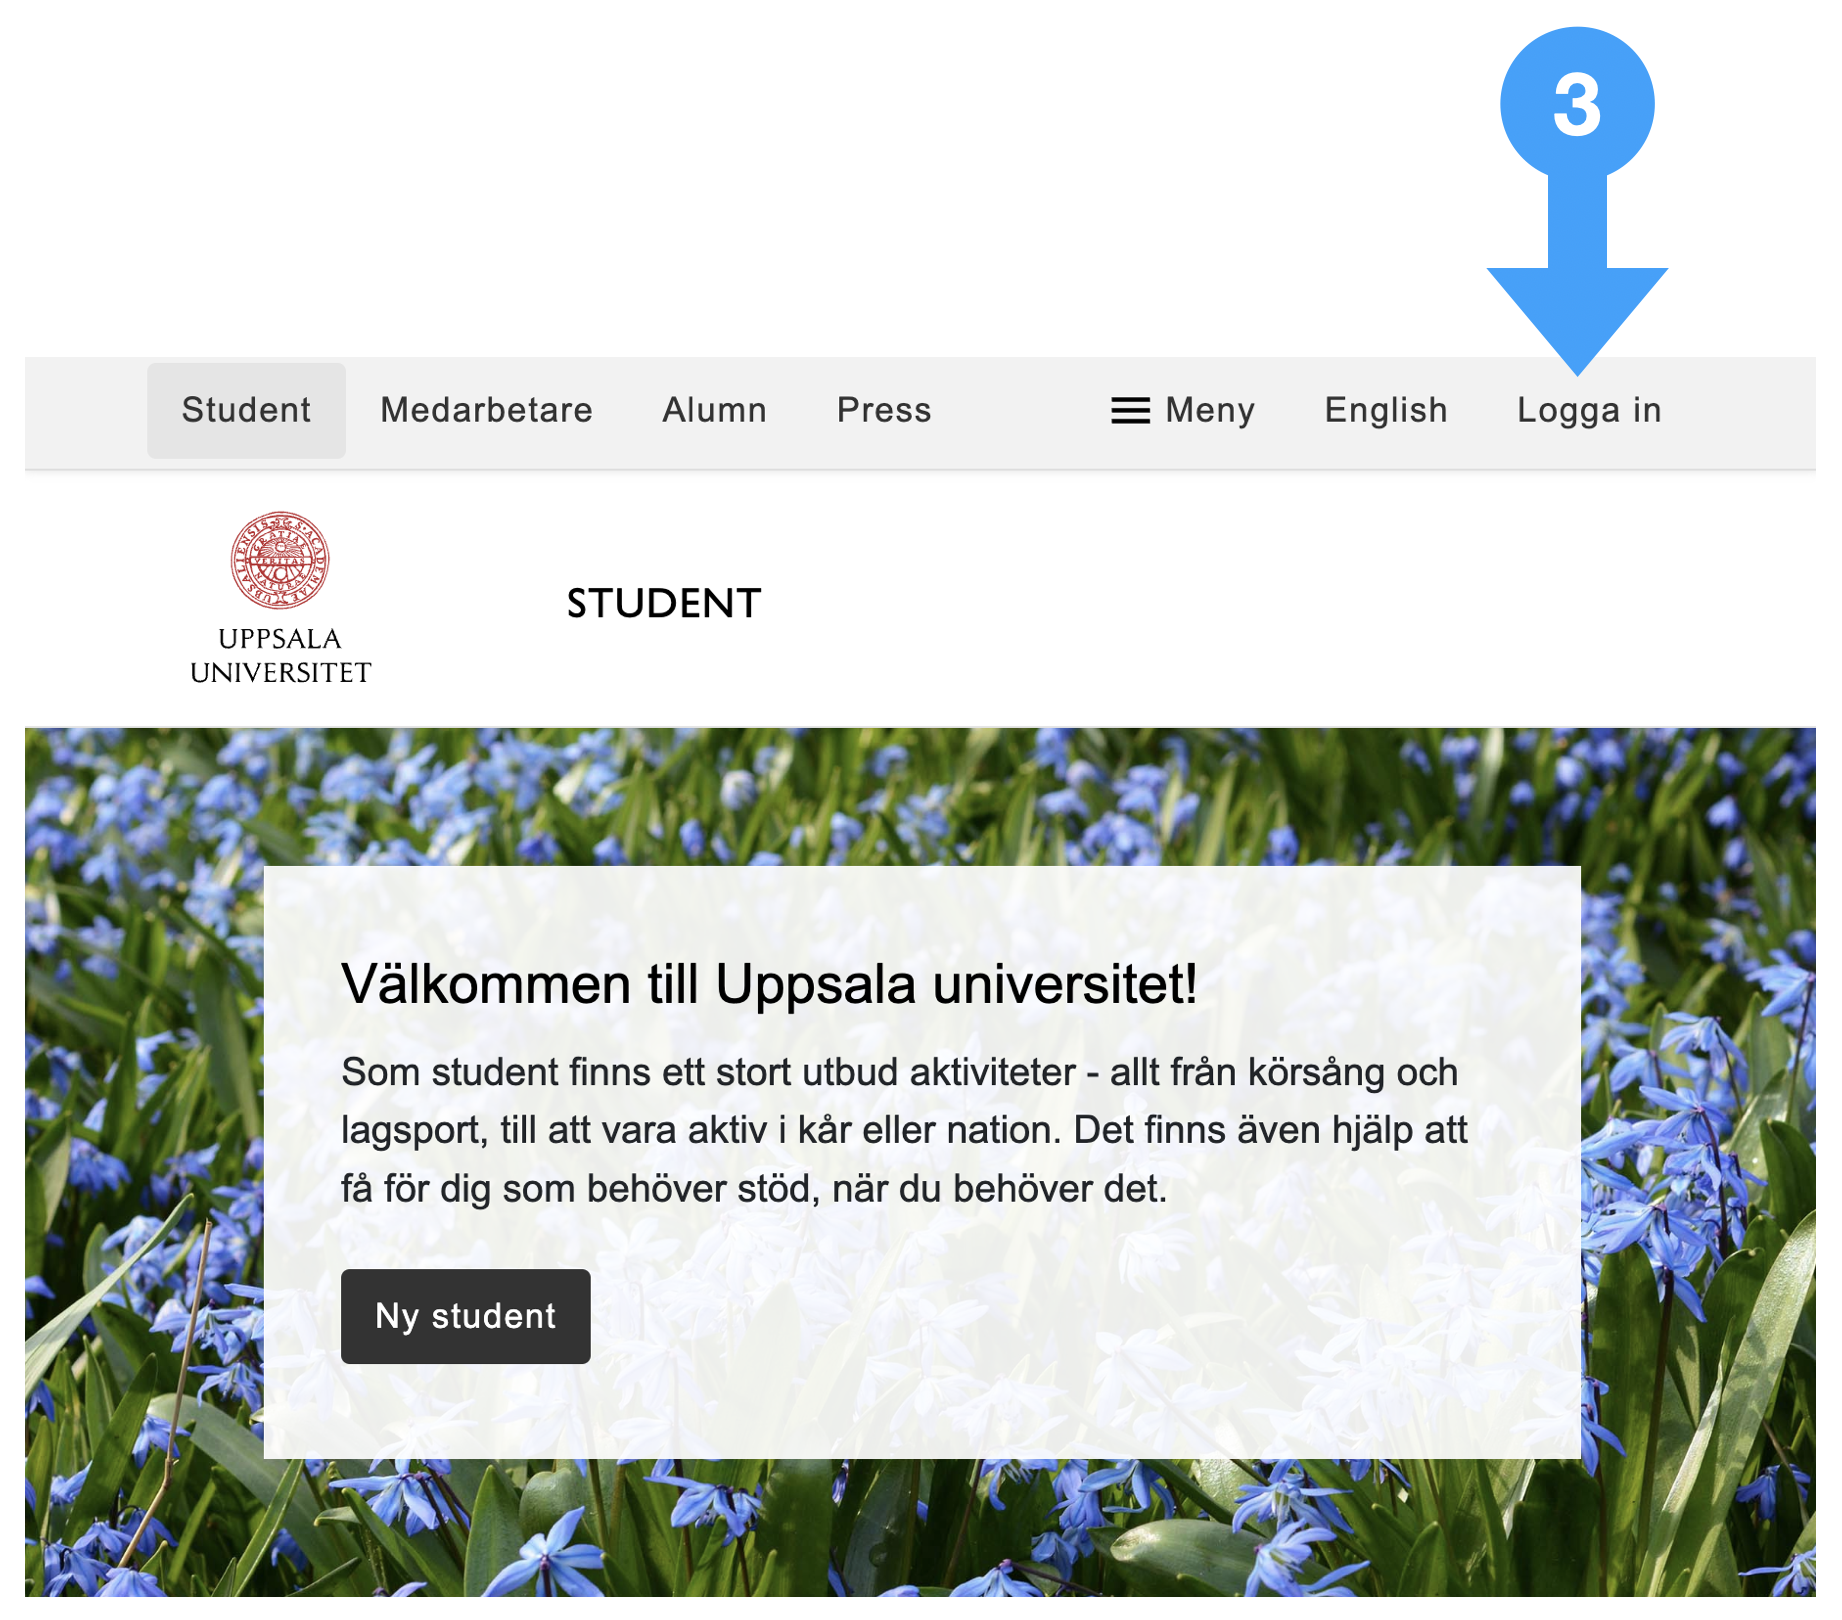 3
Student Medarbetare Alumn Press Meny English Logga in
UPPSALA
UNIVERSITET
STUDENT
Välkommen till Uppsala universitet!
Som student finns ett stort utbud aktiviteter - allt från körsång och
lagsport, till att vara aktiv i kår eller nation. Det finns även hjälp att
få för dig som behöver stöd, när du behöver det.
Ny student